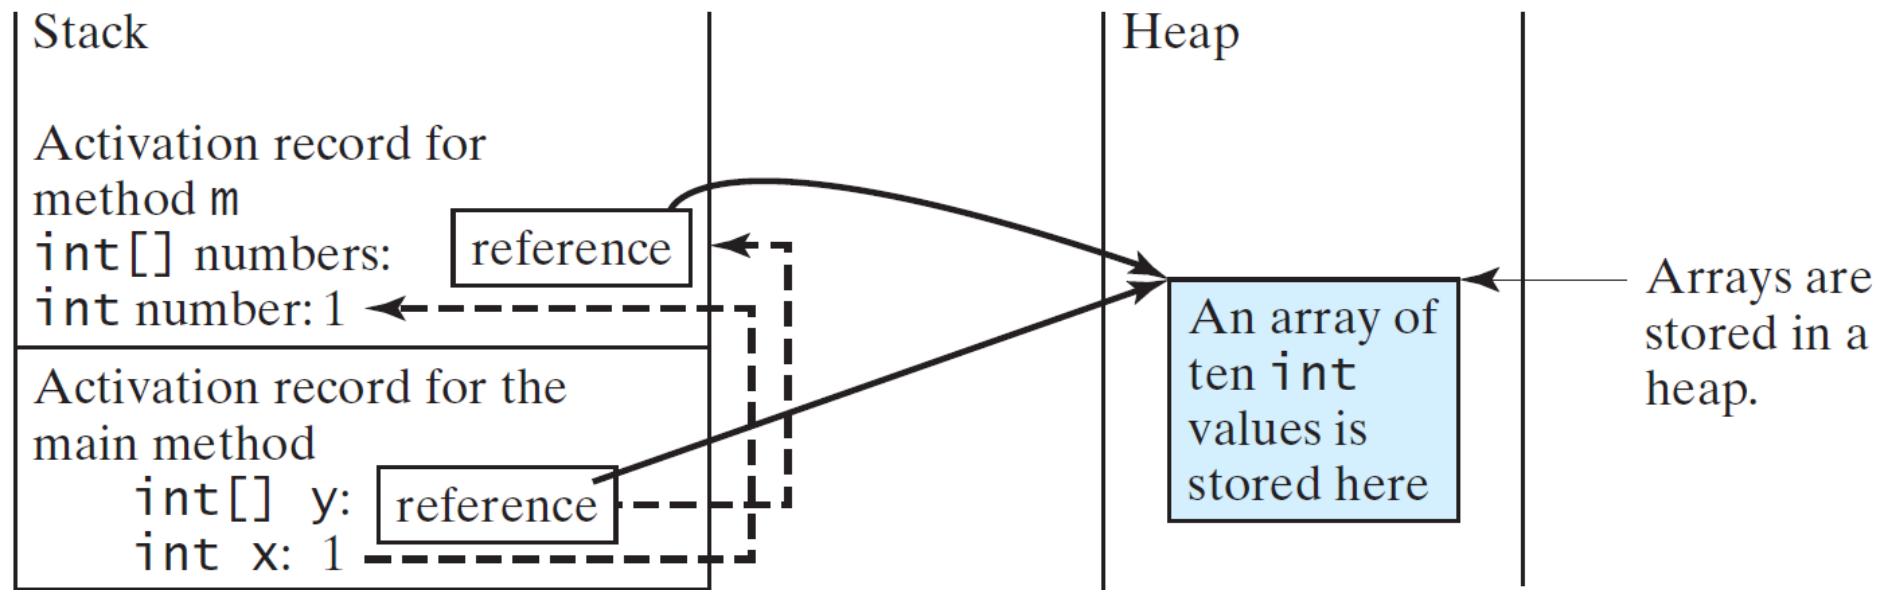 Stack
Activation record for
method m
int[] numbers:
reference
int number: 1
Activation record for the
main method
int[] y:
reference
int x: 1
Heap
An array of
ten int
values is
stored here
Arrays are
stored in a
heap.